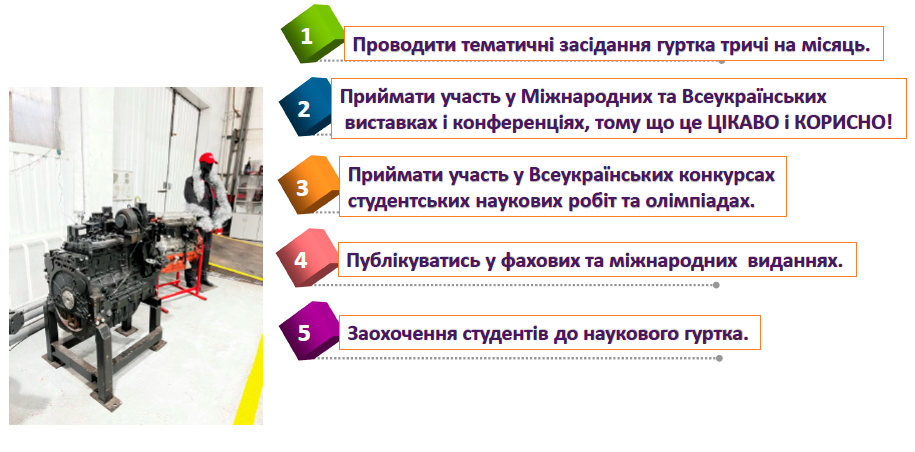 1
Проводити тематичні засідання гуртка тричі на місяць.
2
Приймати участь у Міжнародних та Всеукраїнських
виставках і конференціях, тому що це ЦІКАВО і КОРИСНО!
3
Приймати участь у Всеукраїнських конкурсах
студентських наукових робіт та олімпіадах.
4
Публікуватись у фахових та міжнародних  виданнях.
5
Заохочення студентів до наукового гуртка.